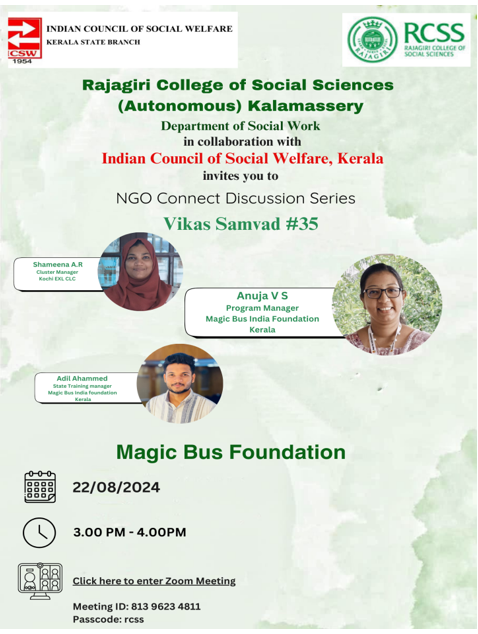 INDIAN COUNCIL OF SOCIAL WELFARE
KERALA STATE BRANCH
ICSW
1954
RAJAGIRI
RCSS
RAJAGIRI COLLEGE OF
SOCIAL SCIENCES
Rajagiri College of Social Sciences
(Autonomous) Kalamassery
Department of Social Work
in collaboration with
Indian Council of Social Welfare, Kerala
invites you to
NGO Connect Discussion Series
Vikas Samvad #35
Shameena A.R
Cluster Manager
Kochi EXL CLC
Anuja V S
Program Manager
Magic Bus India Foundation
Kerala
Adil Ahammed
State Training manager
Magic Bus India foundation
Kerala
Magic Bus Foundation
22/08/2024
3.00 PM - 4.00PM
Click here to enter Zoom Meeting
Meeting ID: 813 9623 4811
Passcode: rcss